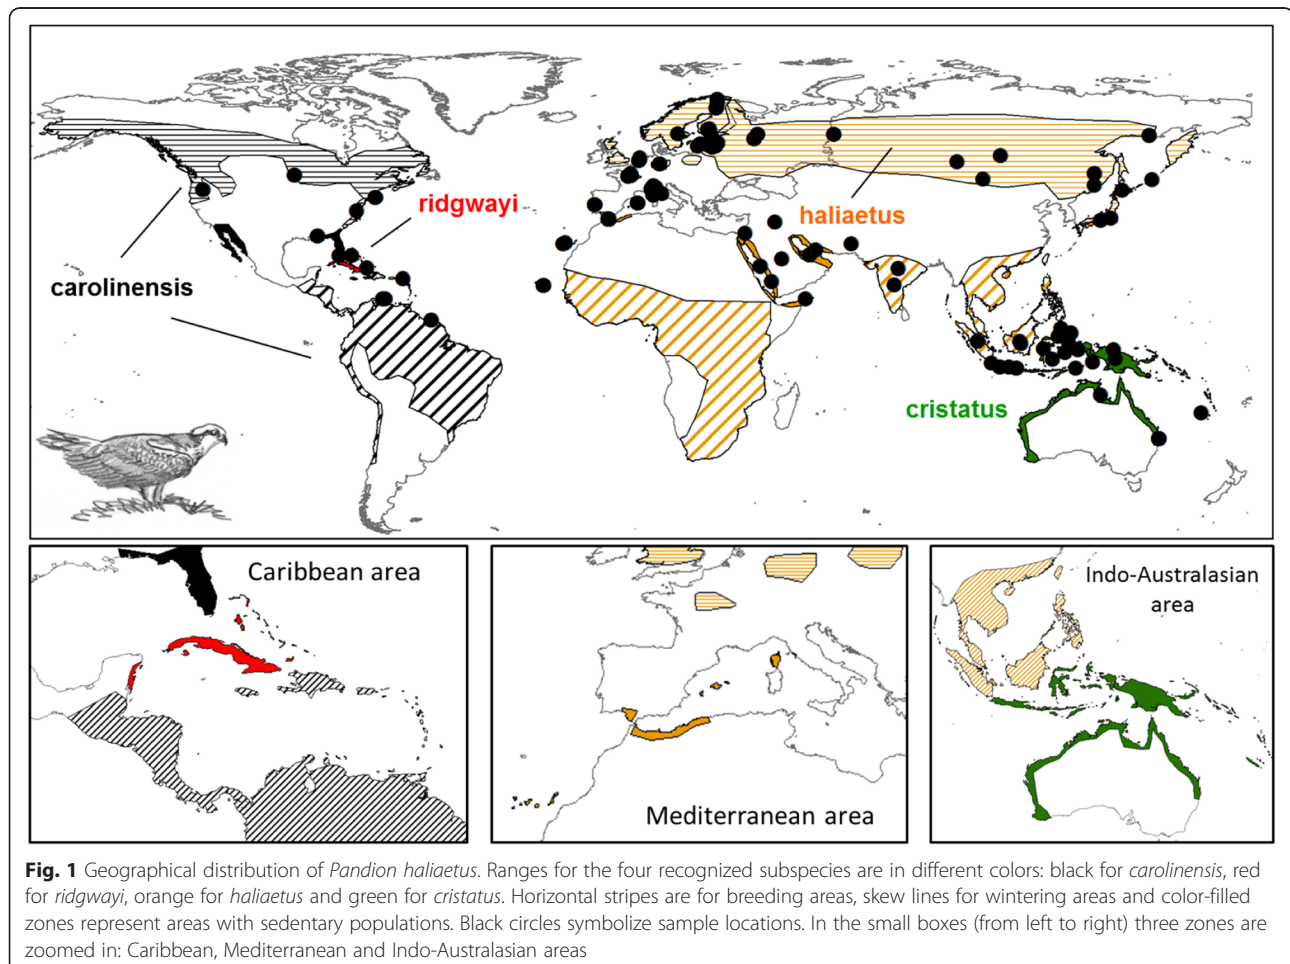 ridgwayi
haliaetus
carolinensis
cristatus
Caribbean area
Mediterranean area
Indo-Australasian
area
Fig. 1 Geographical distribution of Pandion haliaetus. Ranges for the four recognized subspecies are in different colors: black for carolinensis, red
for ridgwayi, orange for haliaetus and green for cristatus. Horizontal stripes are for breeding areas, skew lines for wintering areas and color-filled
zones represent areas with sedentary populations. Black circles symbolize sample locations. In the small boxes (from left to right) three zones are
zoomed in: Caribbean, Mediterranean and Indo-Australasian areas